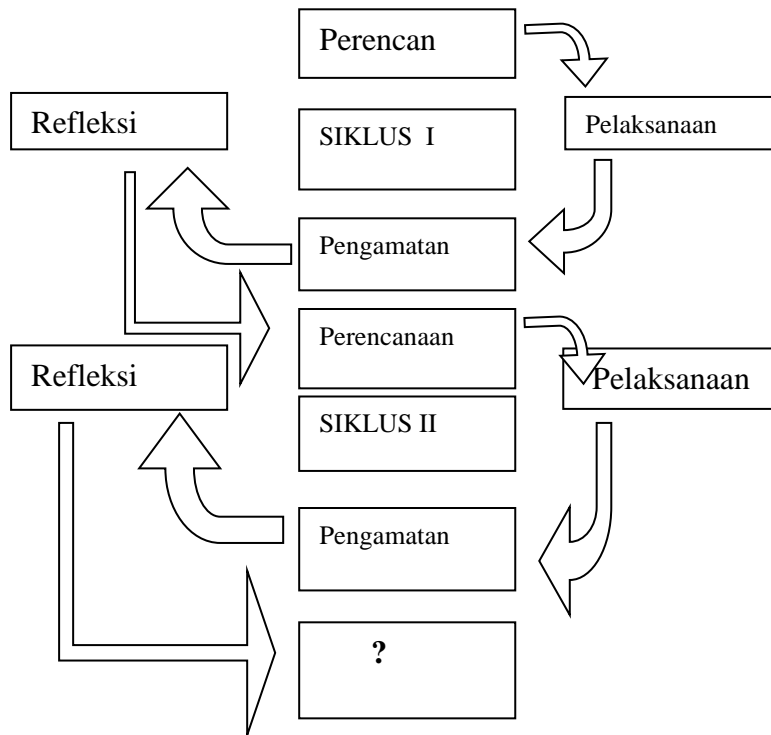 Perencan
Refleksi
SIKLUS I
Pelaksanaan
Pengamatan
Perencanaan
Refleksi
Pelaksanaan
SIKLUS II
Pengamatan
?